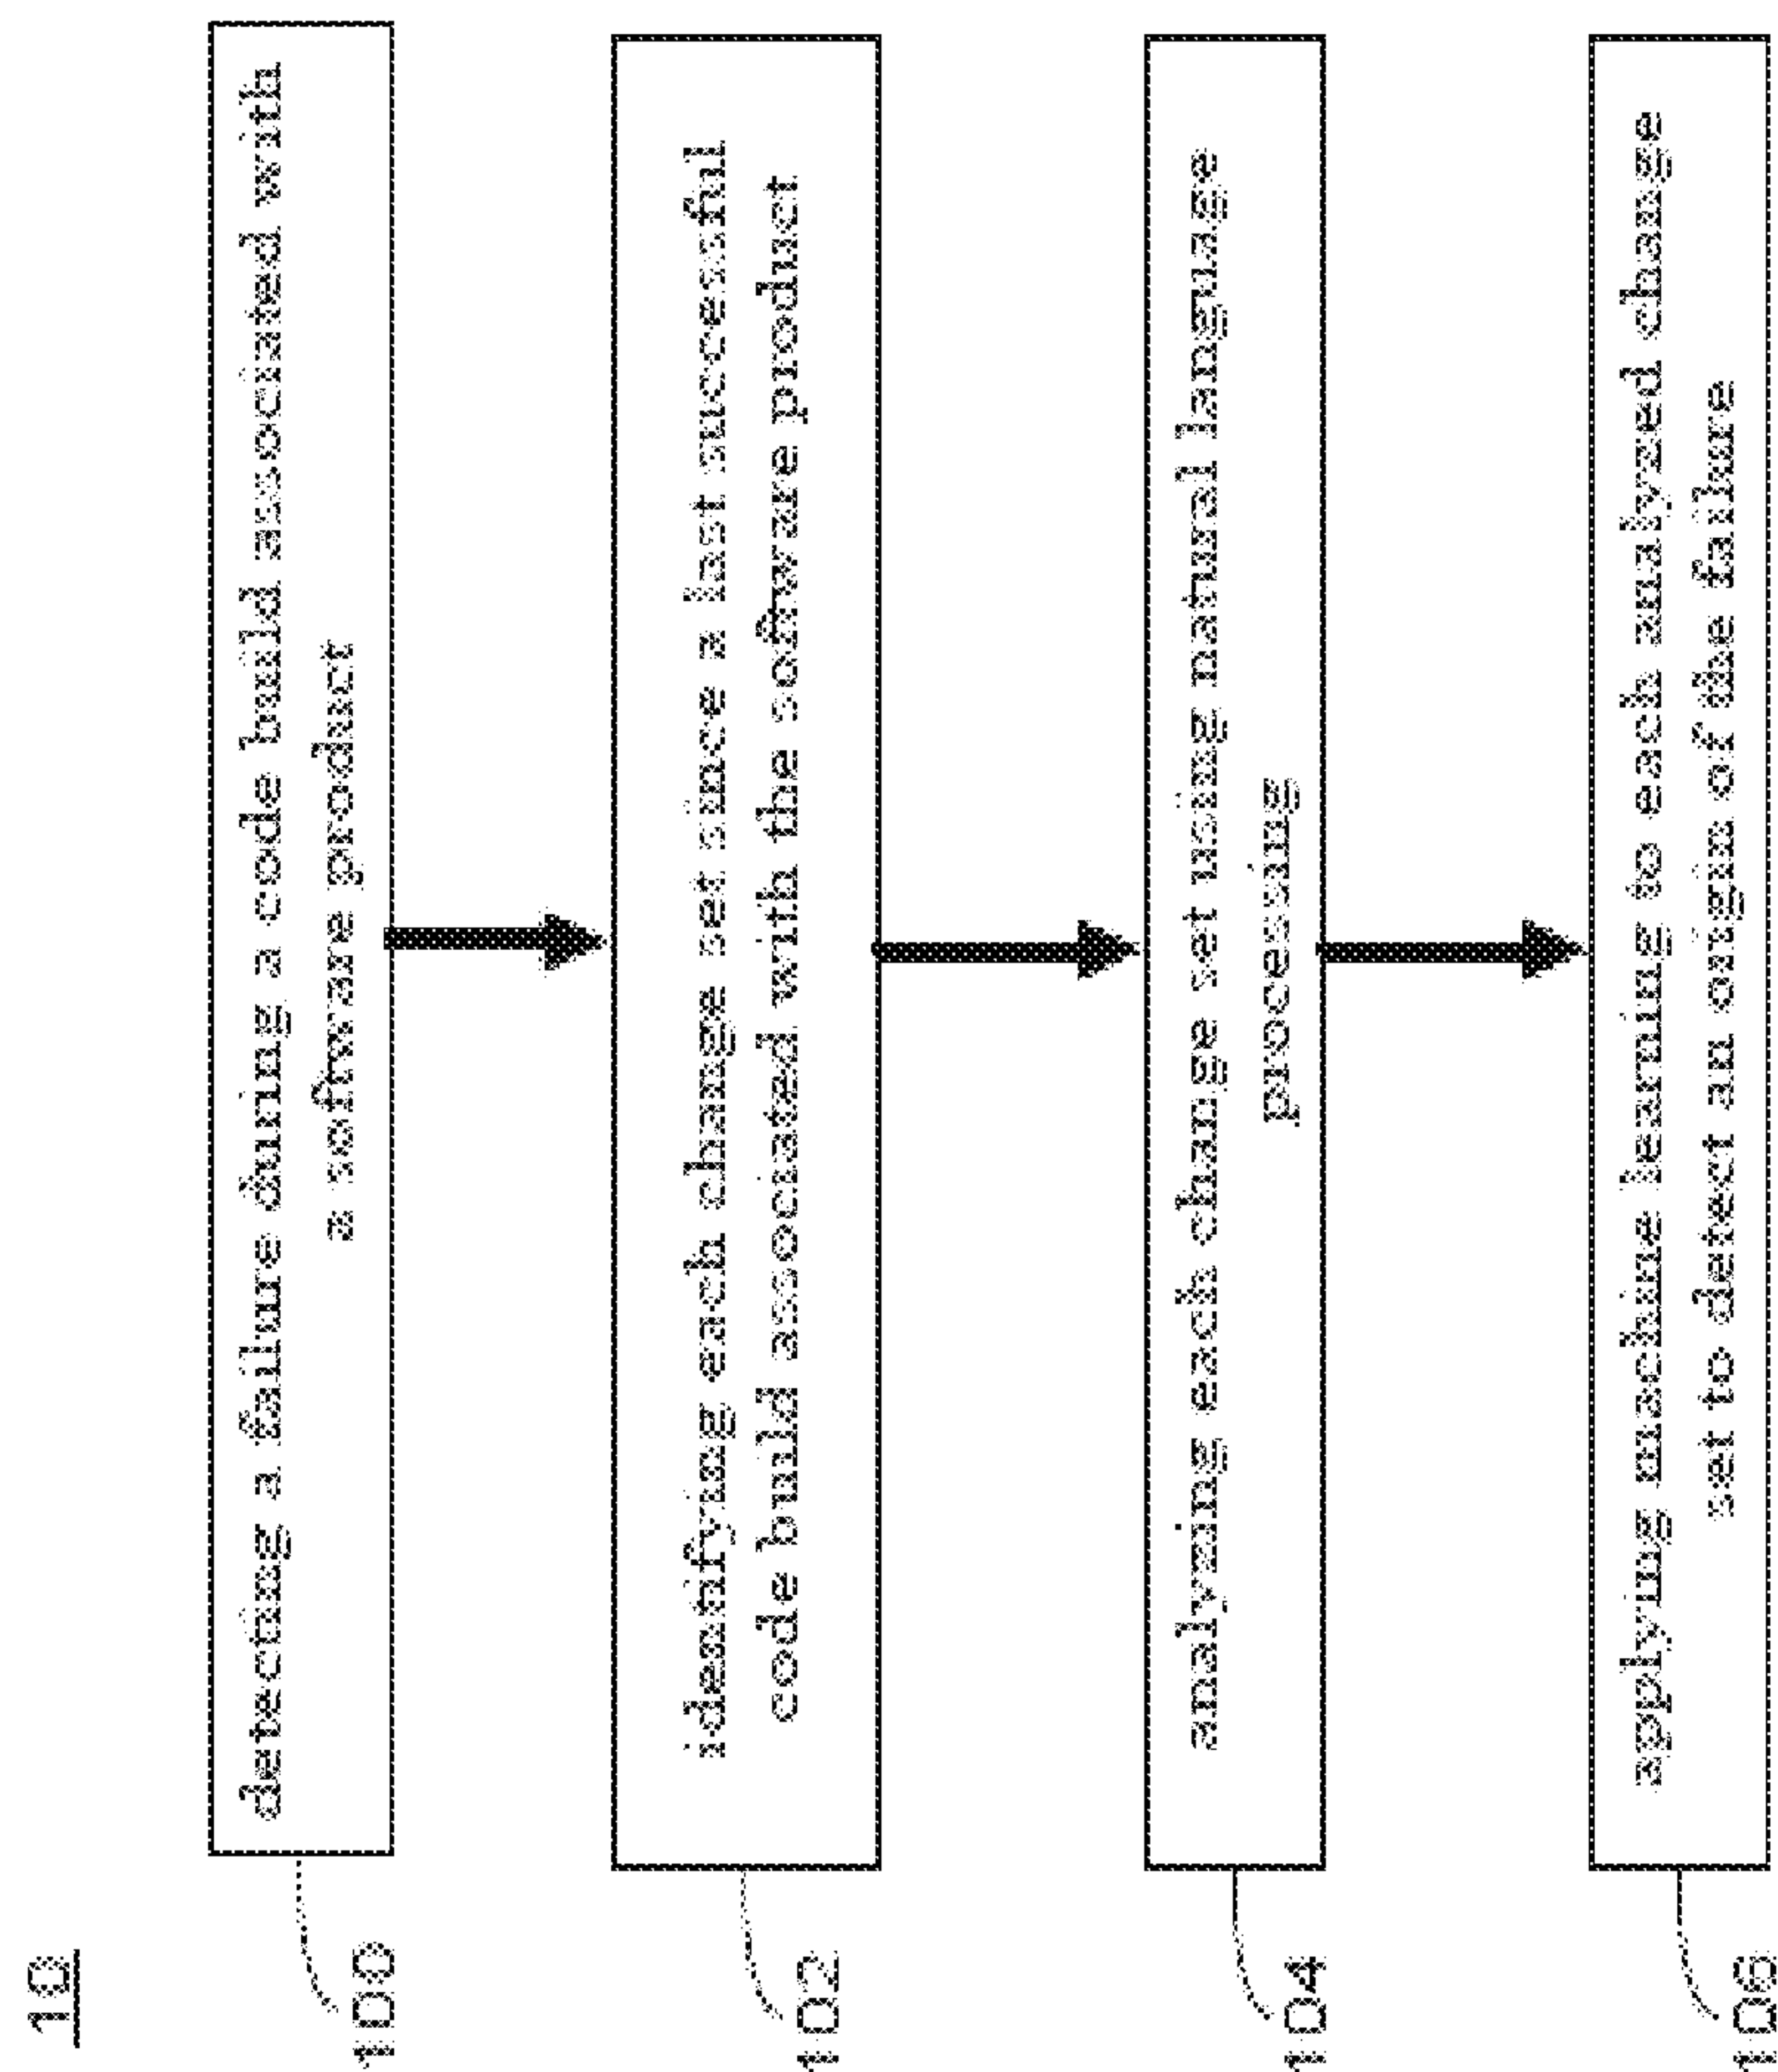 10
100
detecting a failure during a code build associated with
a software product
102
identifying each change set since a last successful
code build associated with the software product
104
analyzing each change set using natural language
processing
106
applying machine learning to each analyzed change
set to detect an origin of the failure